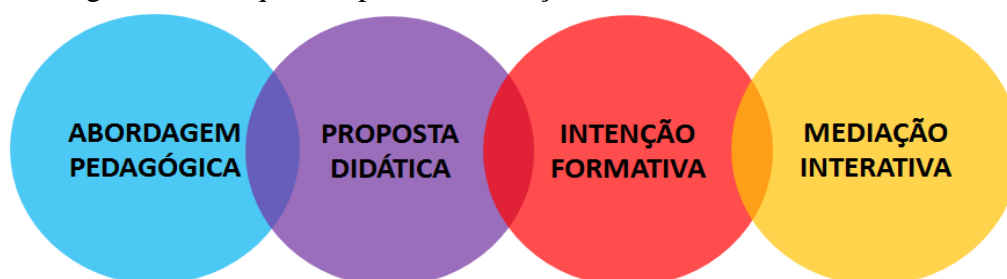 ABORDAGEM
PEDAGÓGICA
PROPOSTA
DIDÁTICA
INTENÇÃO
FORMATIVA
MEDIAÇÃO
INTERATIVA